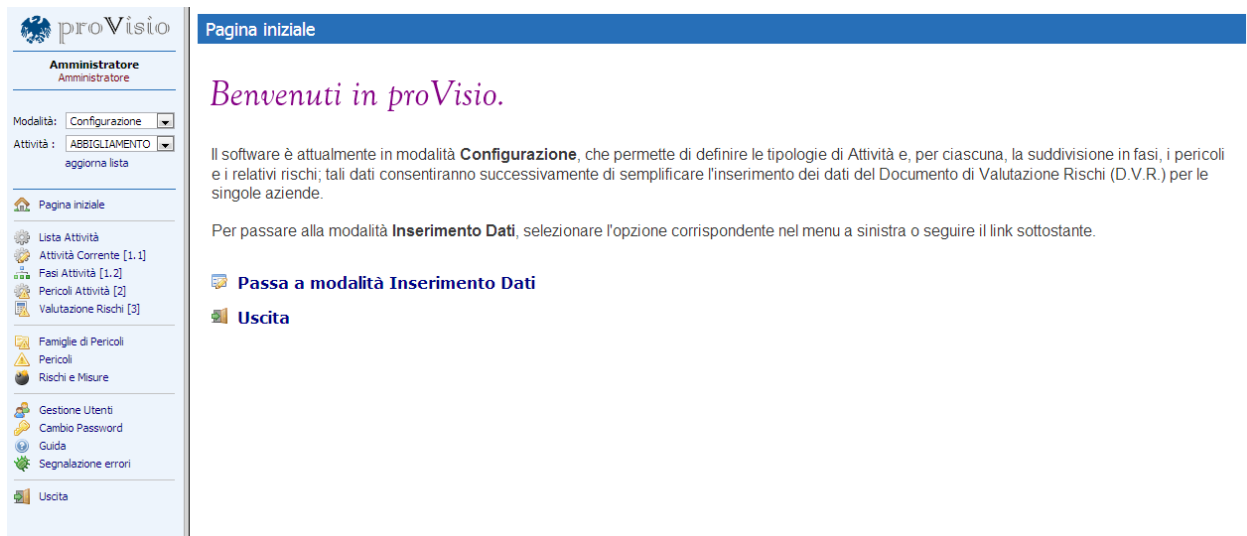 proVisio
Amministratore
Amministratore
Modalità: Configurazione
Attività : ABBIGLIAMENTO
aggiorna lista
Pagina iniziale
Lista Attività
Attività Corrente [1.1]
Fasi Attività [1.2]
Pericoli Attività [2]
Valutazione Rischi [3]
Famiglie di Pericoli
Pericoli
Rischi e Misure
Gestione Utenti
Cambio Password
Guida
Segnalazione errori
Uscita
Pagina iniziale
Benvenuti in proVisio.
Il software è attualmente in modalità Configurazione, che permette di definire le tipologie di Attività e, per ciascuna, la suddivisione in fasi, i pericoli
e i relativi rischi; tali dati consentiranno successivamente di semplificare l'inserimento dei dati del Documento di Valutazione Rischi (D.V.R.) per le
singole aziende.
Per passare alla modalità Inserimento Dati, selezionare l'opzione corrispondente nel menu a sinistra o seguire il link sottostante.
Passa a modalità Inserimento Dati
Uscita